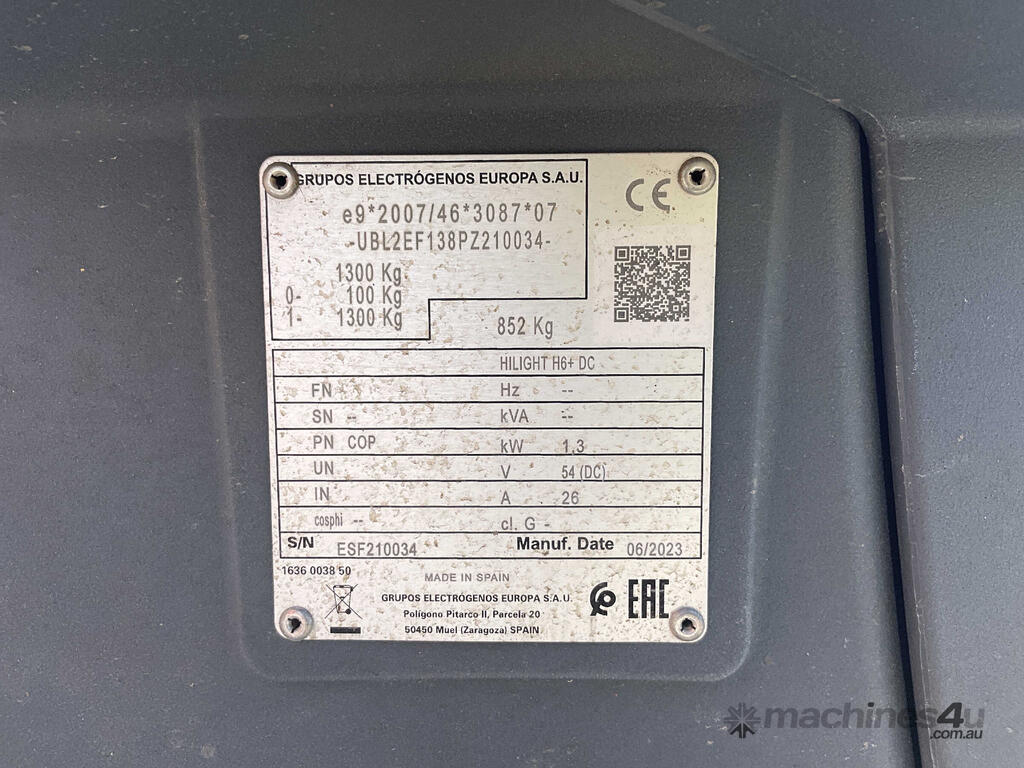 GRUPOS ELECTRÓGENOS EUROPA S.A.U.
e9*2007/46*3087*07
-UBL2EF138PZ210034-
1300 Kg
0- 100 Kg
1- 1300 Kg
852 Kg
CE
HILIGHT H6+ DC
FN - Hz --
SN -- kVA --
PN COP kW 1,3
UN V 54 (DC)
IN A 26
cosphi -- cl. G -
S/N ESF210034 Manuf. Date 06/2023
1636 0038 50
MADE IN SPAIN
GRUPOS ELECTRÓGENOS EUROPA S.A.U.
Polígono Pitarco II, Parcela 20
50450 Muel (Zaragoza) SPAIN
EAC
machines4u
.com.au